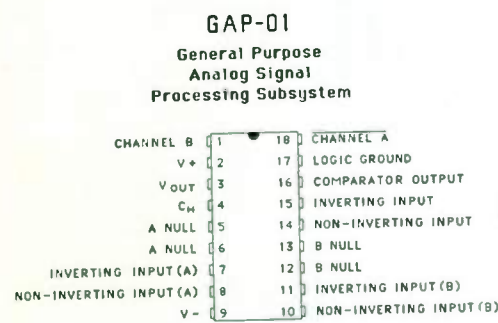 GAP-01
General Purpose
Analog Signal
Processing Subsystem
CHANNEL B 1 18 CHANNEL A
V+ 2 17 LOGIC GROUND
VOUT 3 16 COMPARATOR OUTPUT
CH 4 15 INVERTING INPUT
A NULL 5 14 NON-INVERTING INPUT
A NULL 6 13 B NULL
INVERTING INPUT(A) 7 12 B NULL
NON-INVERTING INPUT(A) 8 11 INVERTING INPUT(B)
V- 9 10 NON-INVERTING INPUT(B)